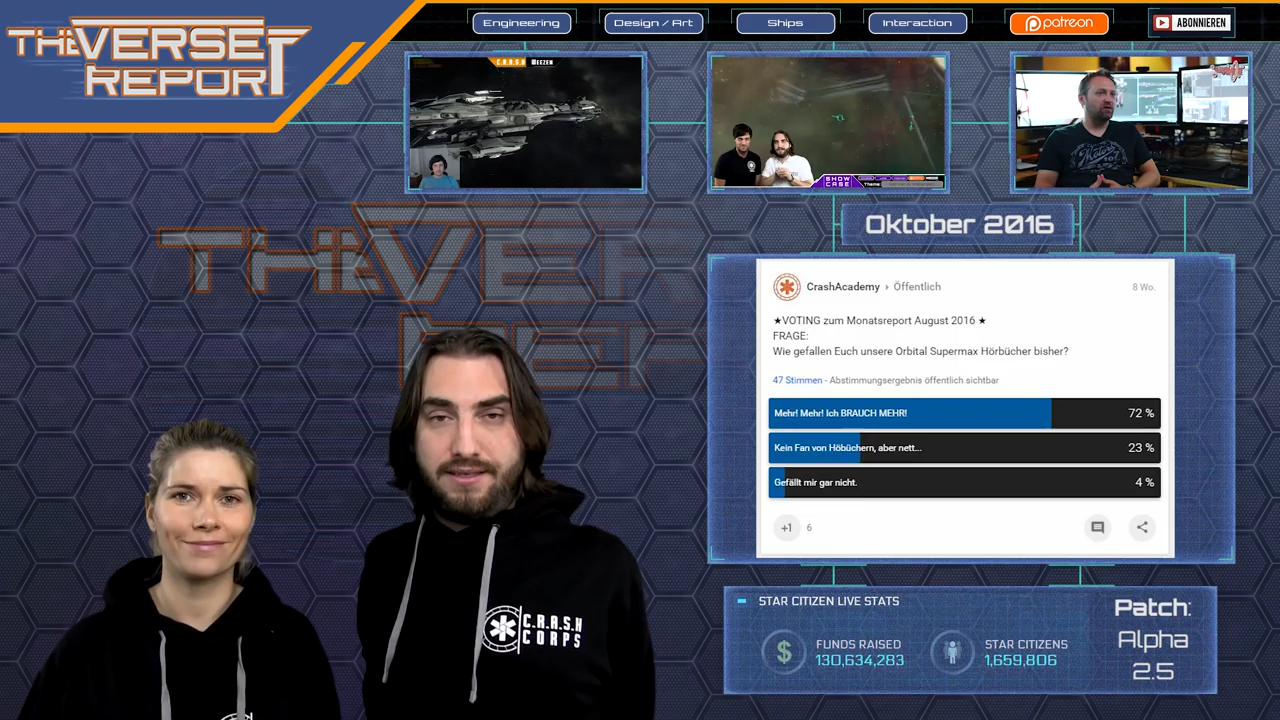 THE VERSE REPORT
Engineering
Design / Art
Ships
Interaction
patreon
ABONNIEREN
C.R.A.S.H WEEZEN
SHOW CASE
Oktober 2016
CrashAcademy › Öffentlich
8 Wo.
★VOTING zum Monatsreport August 2016 ★
FRAGE:
Wie gefallen Euch unsere Orbital Supermax Hörbücher bisher?
47 Stimmen - Abstimmungsergebnis öffentlich sichtbar
Mehr! Mehr! Ich BRAUCH MEHR! 72 %
Kein Fan von Höbüchern, aber nett... 23 %
Gefällt mir gar nicht. 4 %
+1 6
STAR CITIZEN LIVE STATS
FUNDS RAISED
130,634,283
STAR CITIZENS
1,659,806
Patch:
Alpha
2.5
C.R.A.S.H
CORPS